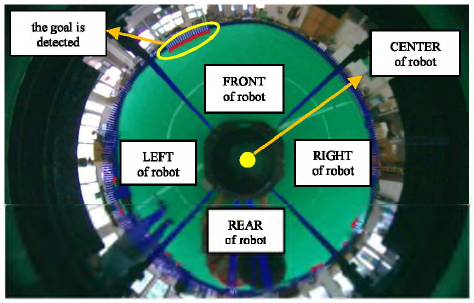 the goal is
detected
CENTER
of robot
FRONT
of robot
LEFT
of robot
RIGHT
of robot
REAR
of robot